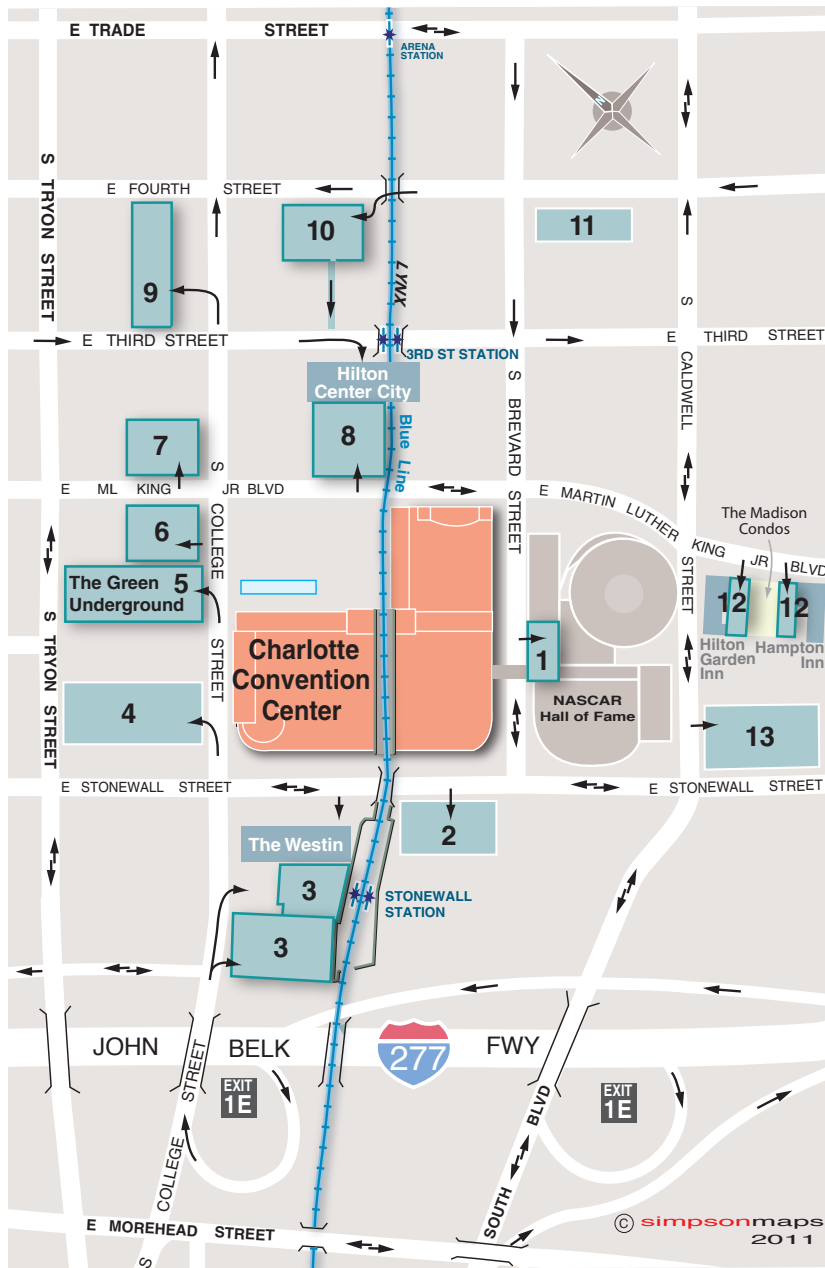 E TRADE STREET
ARENA
STATION
N
S TRYON STREET
E FOURTH STREET
10
11
9
LYNX
S
E THIRD STREET
E THIRD STREET
3RD ST STATION
Hilton
Center City
CALDWELL
S BREVARD STREET
7
8
Blue Line
S
E ML KING JR BLVD
E MARTIN LUTHER KING JR BLVD
The Madison
Condos
COLLEGE
6
STREET
The Green 5
Underground
12
12
S TRYON STREET
STREET
Charlotte
Convention
Center
1
Hilton
Garden
Inn
Hampton
Inn
NASCAR
Hall of Fame
4
13
E STONEWALL STREET
E STONEWALL STREET
The Westin
2
3
STONEWALL
STATION
3
JOHN BELK FWY
277
EXIT
1E
EXIT
1E
S COLLEGE STREET
SOUTH BLVD
E MOREHEAD STREET
© simpsonmaps
2011